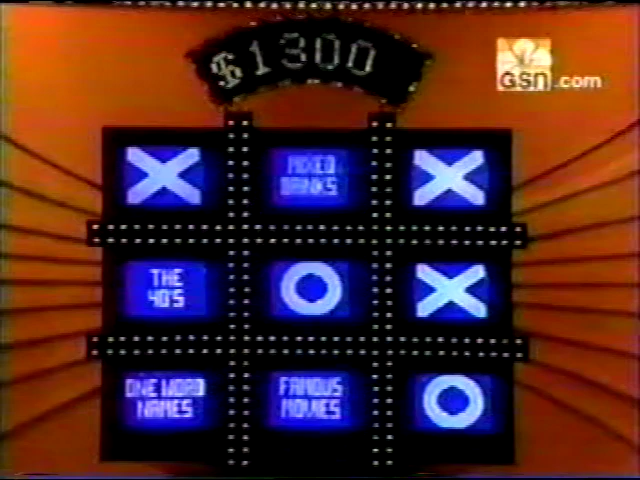 $1300
GSN.com
X
MIXED
DRINKS
X
THE
40'S
O
X
ONE WORD
NAMES
FAMOUS
MOVIES
O